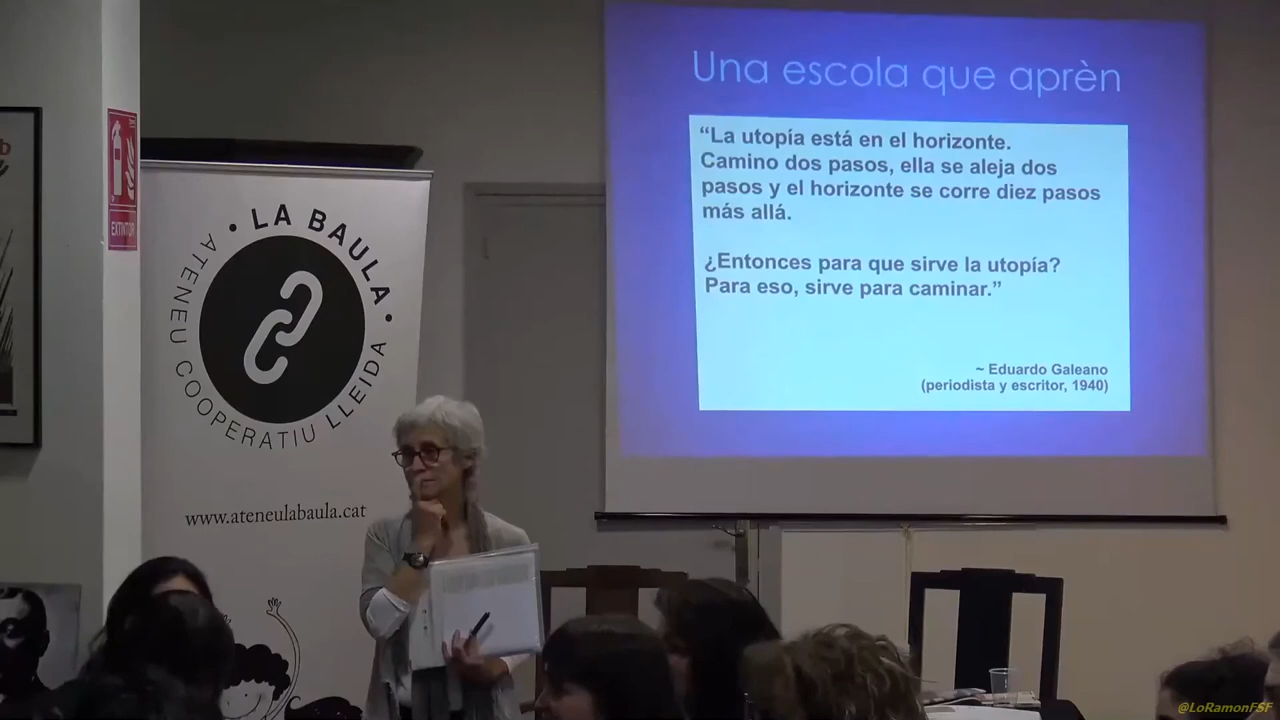 b
EXTINTOR
• LA BAULA •
ATENEU COOPERATIU LLEIDA
www.ateneulabaula.cat
Una escola que aprèn
“La utopía está en el horizonte.
Camino dos pasos, ella se aleja dos
pasos y el horizonte se corre diez pasos
más allá.
¿Entonces para que sirve la utopía?
Para eso, sirve para caminar.”
~ Eduardo Galeano
(periodista y escritor, 1940)
@LoRamonFSF